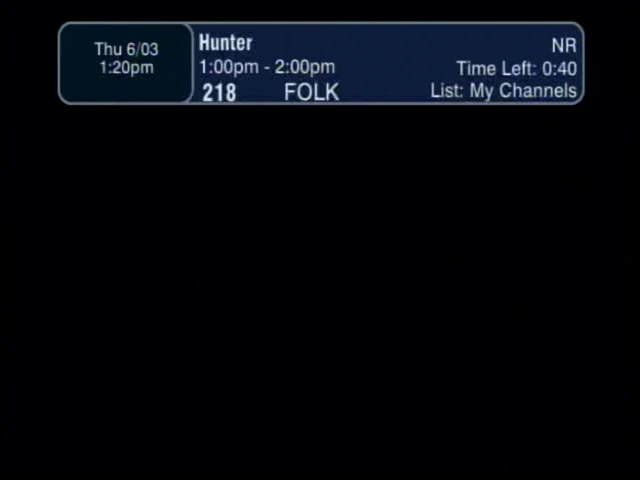 Thu 6/03
1:20pm
Hunter
NR
1:00pm - 2:00pm
Time Left: 0:40
218 FOLK
List: My Channels